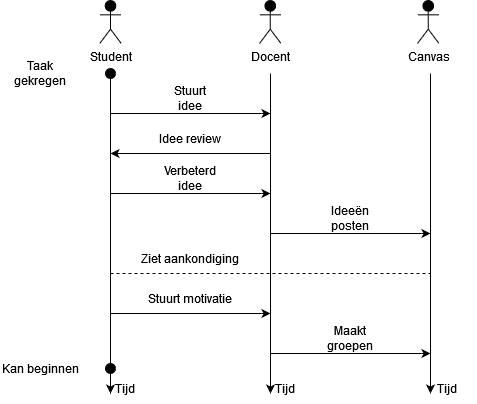 Student
Docent
Canvas
Taak
gekregen
Stuurt
idee
Idee review
Verbeterd
idee
Ideeën
posten
Ziet aankondiging
Stuurt motivatie
Maakt
groepen
Kan beginnen
Tijd
Tijd
Tijd